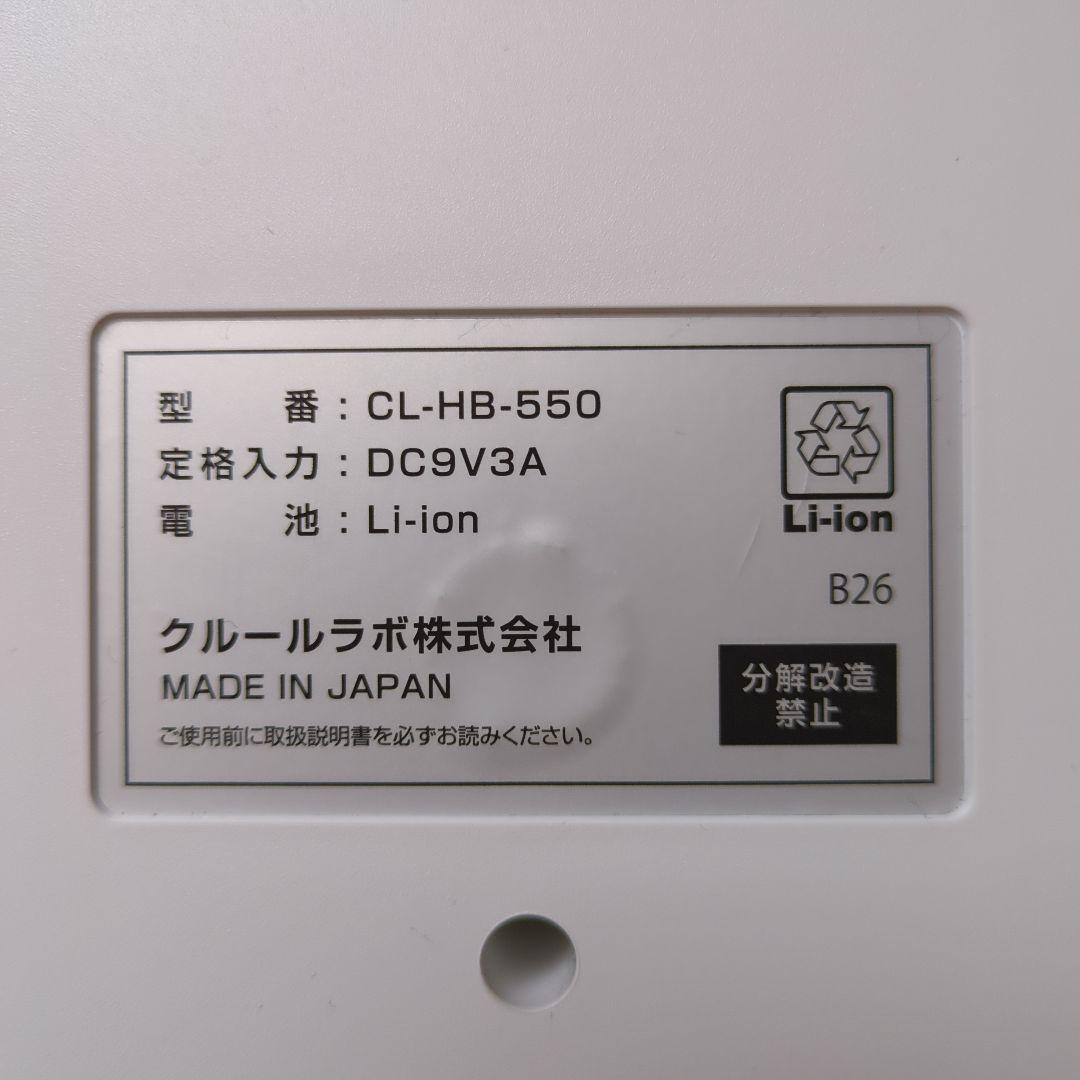 型　　番：CL-HB-550
定格入力：DC9V3A
電　　池：Li-ion
Li-ion
B26
クルールラボ株式会社
MADE IN JAPAN
ご使用前に取扱説明書を必ずお読みください。
分解改造
禁止